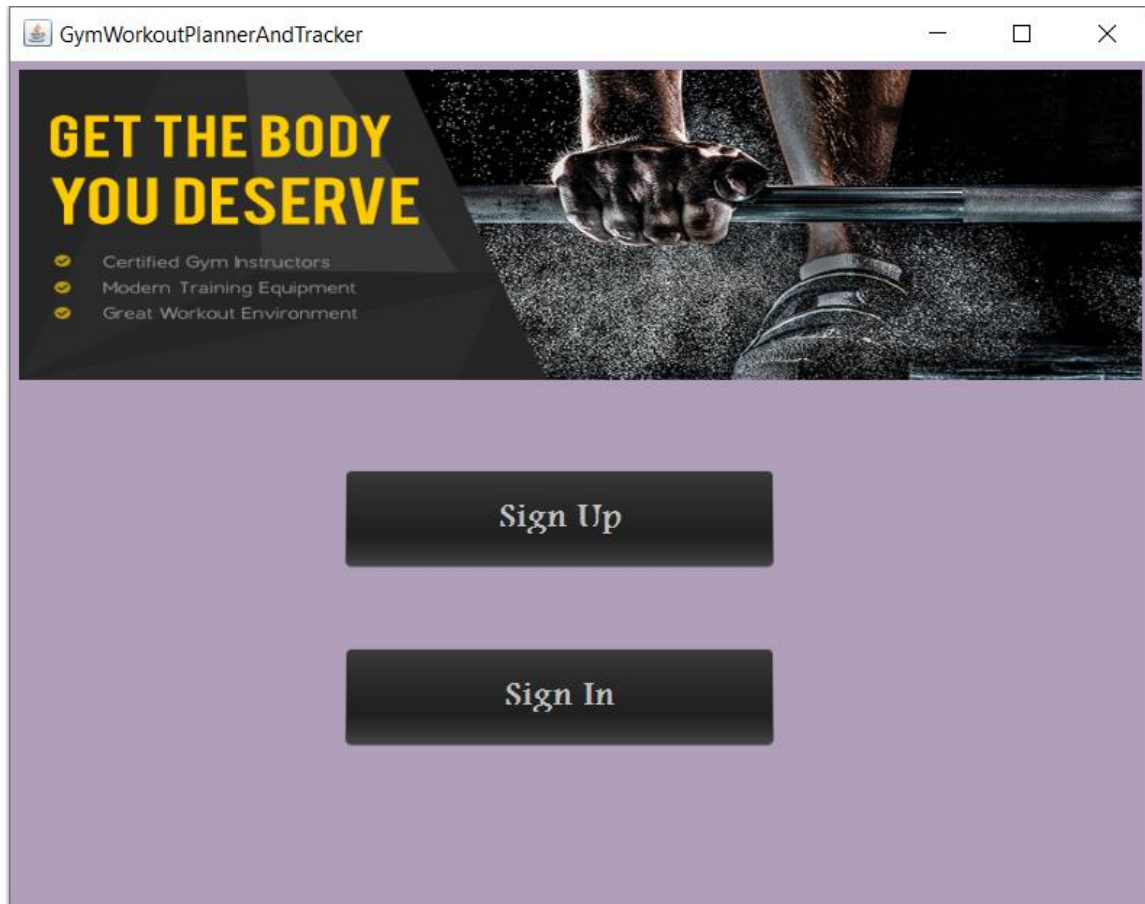 GymWorkoutPlannerAndTracker
GET THE BODY
YOU DESERVE
Certified Gym Instructors
Modern Training Equipment
Great Workout Environment
Sign Up
Sign In